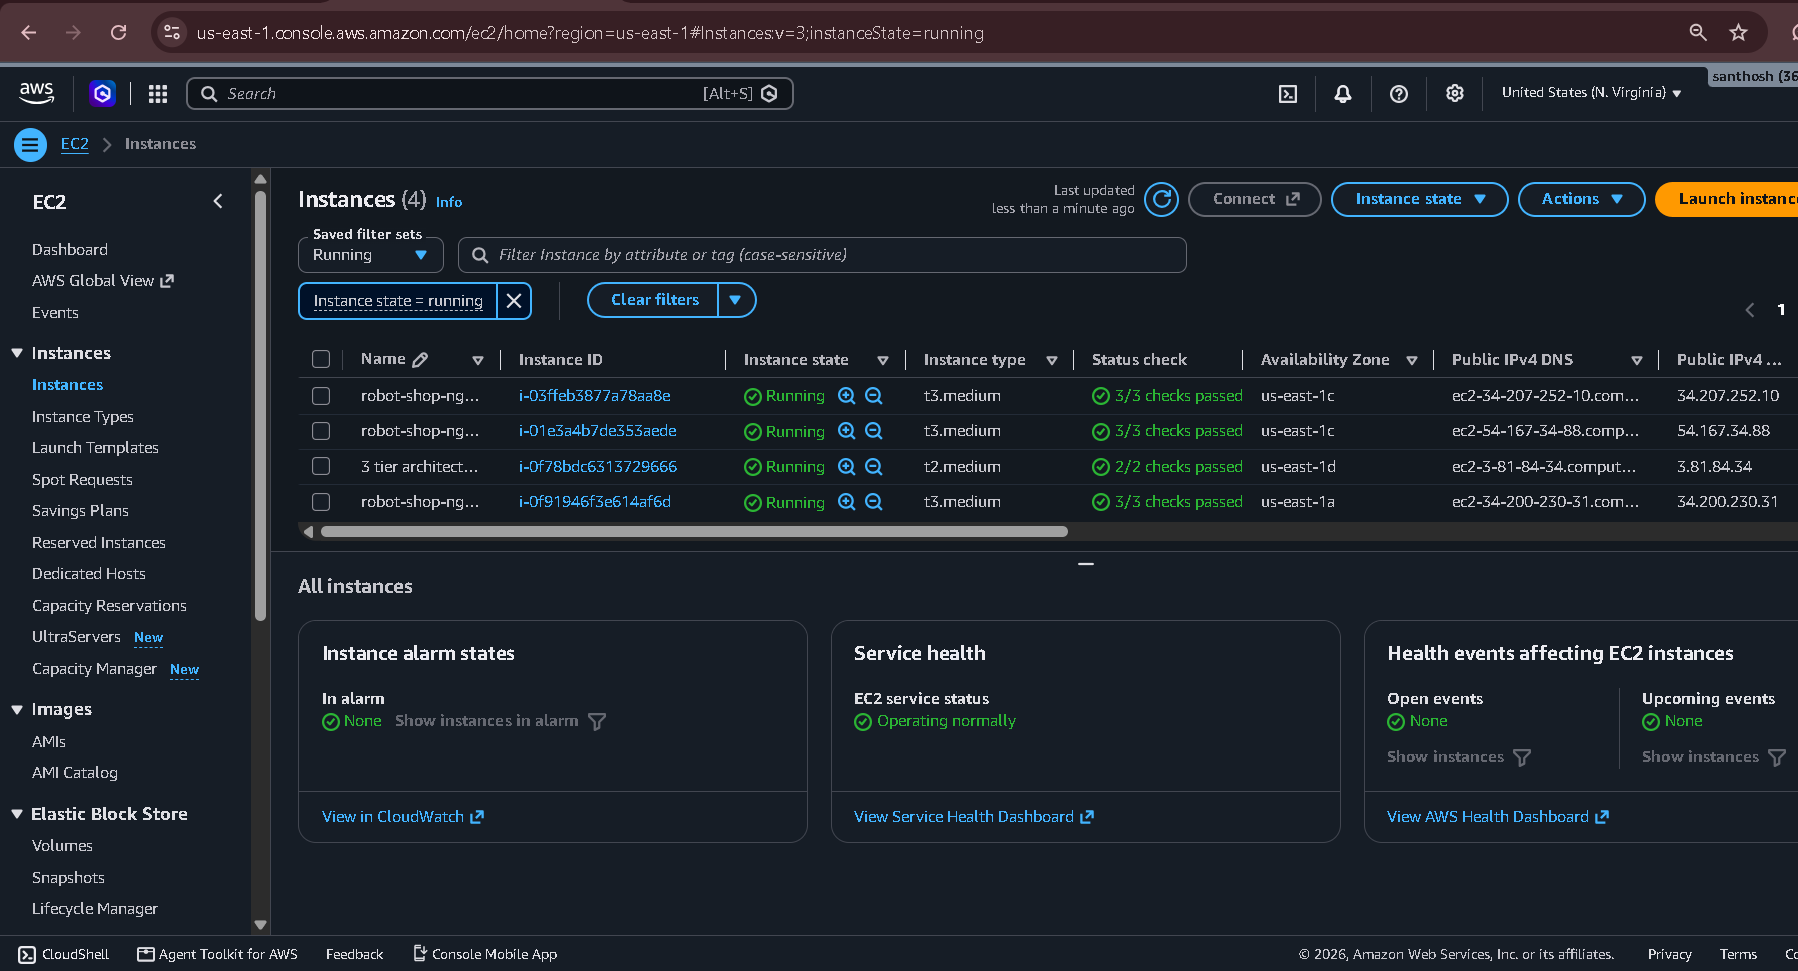 us-east-1.console.aws.amazon.com/ec2/home?region=us-east-1#Instances:v=3;instanceState=running
aws
Search
[Alt+S]
United States (N. Virginia)
santhosh (36
EC2
Instances
EC2
Dashboard
AWS Global View
Events
Instances
Instances
Instance Types
Launch Templates
Spot Requests
Savings Plans
Reserved Instances
Dedicated Hosts
Capacity Reservations
UltraServers New
Capacity Manager New
Images
AMIs
AMI Catalog
Elastic Block Store
Volumes
Snapshots
Lifecycle Manager
Instances (4) Info
Last updated
less than a minute ago
Connect
Instance state
Actions
Launch instanc
Saved filter sets
Running
Filter Instance by attribute or tag (case-sensitive)
Instance state = running
Clear filters
1
Name Instance ID Instance state Instance type Status check Availability Zone Public IPv4 DNS Public IPv4 ...
robot-shop-ng... i-03ffeb3877a78aa8e Running t3.medium 3/3 checks passed us-east-1c ec2-34-207-252-10.com... 34.207.252.10
robot-shop-ng... i-01e3a4b7de353aede Running t3.medium 3/3 checks passed us-east-1c ec2-54-167-34-88.comp... 54.167.34.88
3 tier architect... i-0f78bdc6313729666 Running t2.medium 2/2 checks passed us-east-1d ec2-3-81-84-34.comput... 3.81.84.34
robot-shop-ng... i-0f91946f3e614af6d Running t3.medium 3/3 checks passed us-east-1a ec2-34-200-230-31.com... 34.200.230.31
All instances
Instance alarm states
In alarm
None Show instances in alarm
View in CloudWatch
Service health
EC2 service status
Operating normally
View Service Health Dashboard
Health events affecting EC2 instances
Open events
None
Show instances
Upcoming events
None
Show instances
View AWS Health Dashboard
CloudShell
Agent Toolkit for AWS
Feedback
Console Mobile App
© 2026, Amazon Web Services, Inc. or its affiliates.
Privacy
Terms
Co